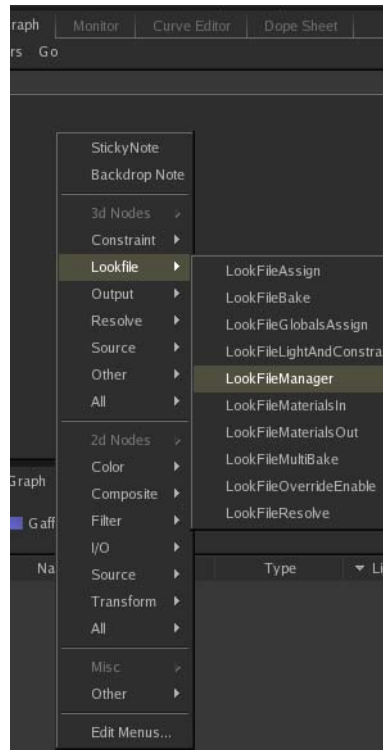 raph Monitor Curve Editor Dope Sheet
rs Go
StickyNote
Backdrop Note
3d Nodes
Constraint
Lookfile
Output
Resolve
Source
Other
All
2d Nodes
Color
Composite
Filter
I/O
Source
Transform
All
Misc
Other
Edit Menus...
LookFileAssign
LookFileBake
LookFileGlobalsAssign
LookFileLightAndConstra
LookFileManager
LookFileMaterialsIn
LookFileMaterialsOut
LookFileMultiBake
LookFileOverrideEnable
LookFileResolve
Graph
Gaff
Na Type Li